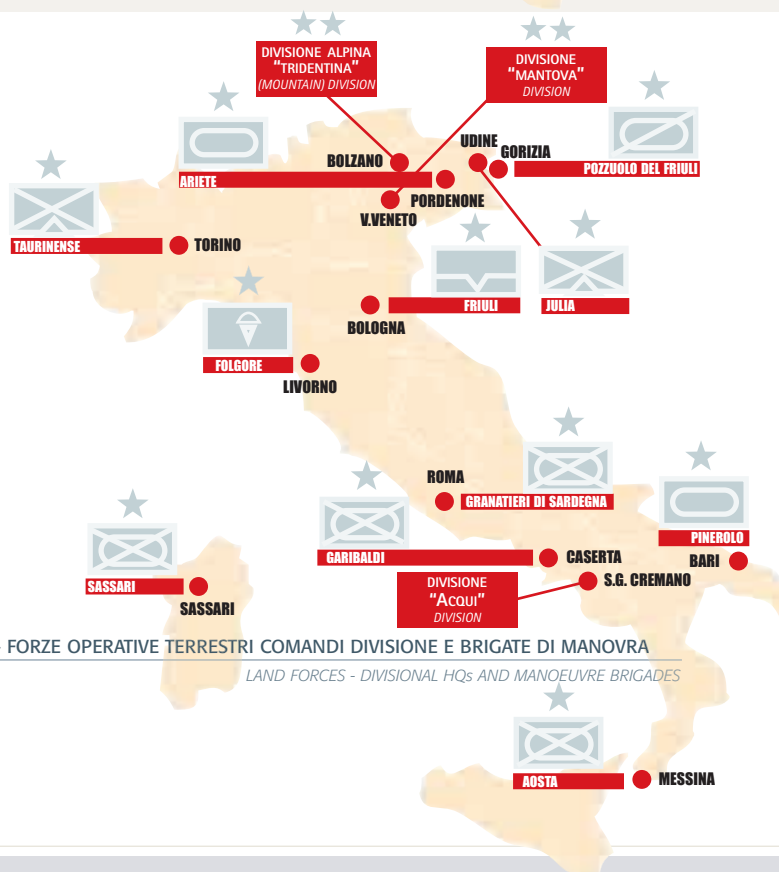 DIVISIONE ALPINA
"TRIDENTINA"
(MOUNTAIN) DIVISION
DIVISIONE
"MANTOVA"
DIVISION
UDINE
GORIZIA
BOLZANO
POZZUOLO DEL FRIULI
ARIETE
PORDENONE
V.VENETO
TAURINENSE
TORINO
FRIULI
JULIA
BOLOGNA
FOLGORE
LIVORNO
ROMA
GRANATIERI DI SARDEGNA
PINEROLO
GARIBALDI
CASERTA
BARI
DIVISIONE
"ACQUI"
DIVISION
S.G. CREMANO
SASSARI
SASSARI
FORZE OPERATIVE TERRESTRI COMANDI DIVISIONE E BRIGATE DI MANOVRA
LAND FORCES - DIVISIONAL HQs AND MANOEUVRE BRIGADES
AOSTA
MESSINA